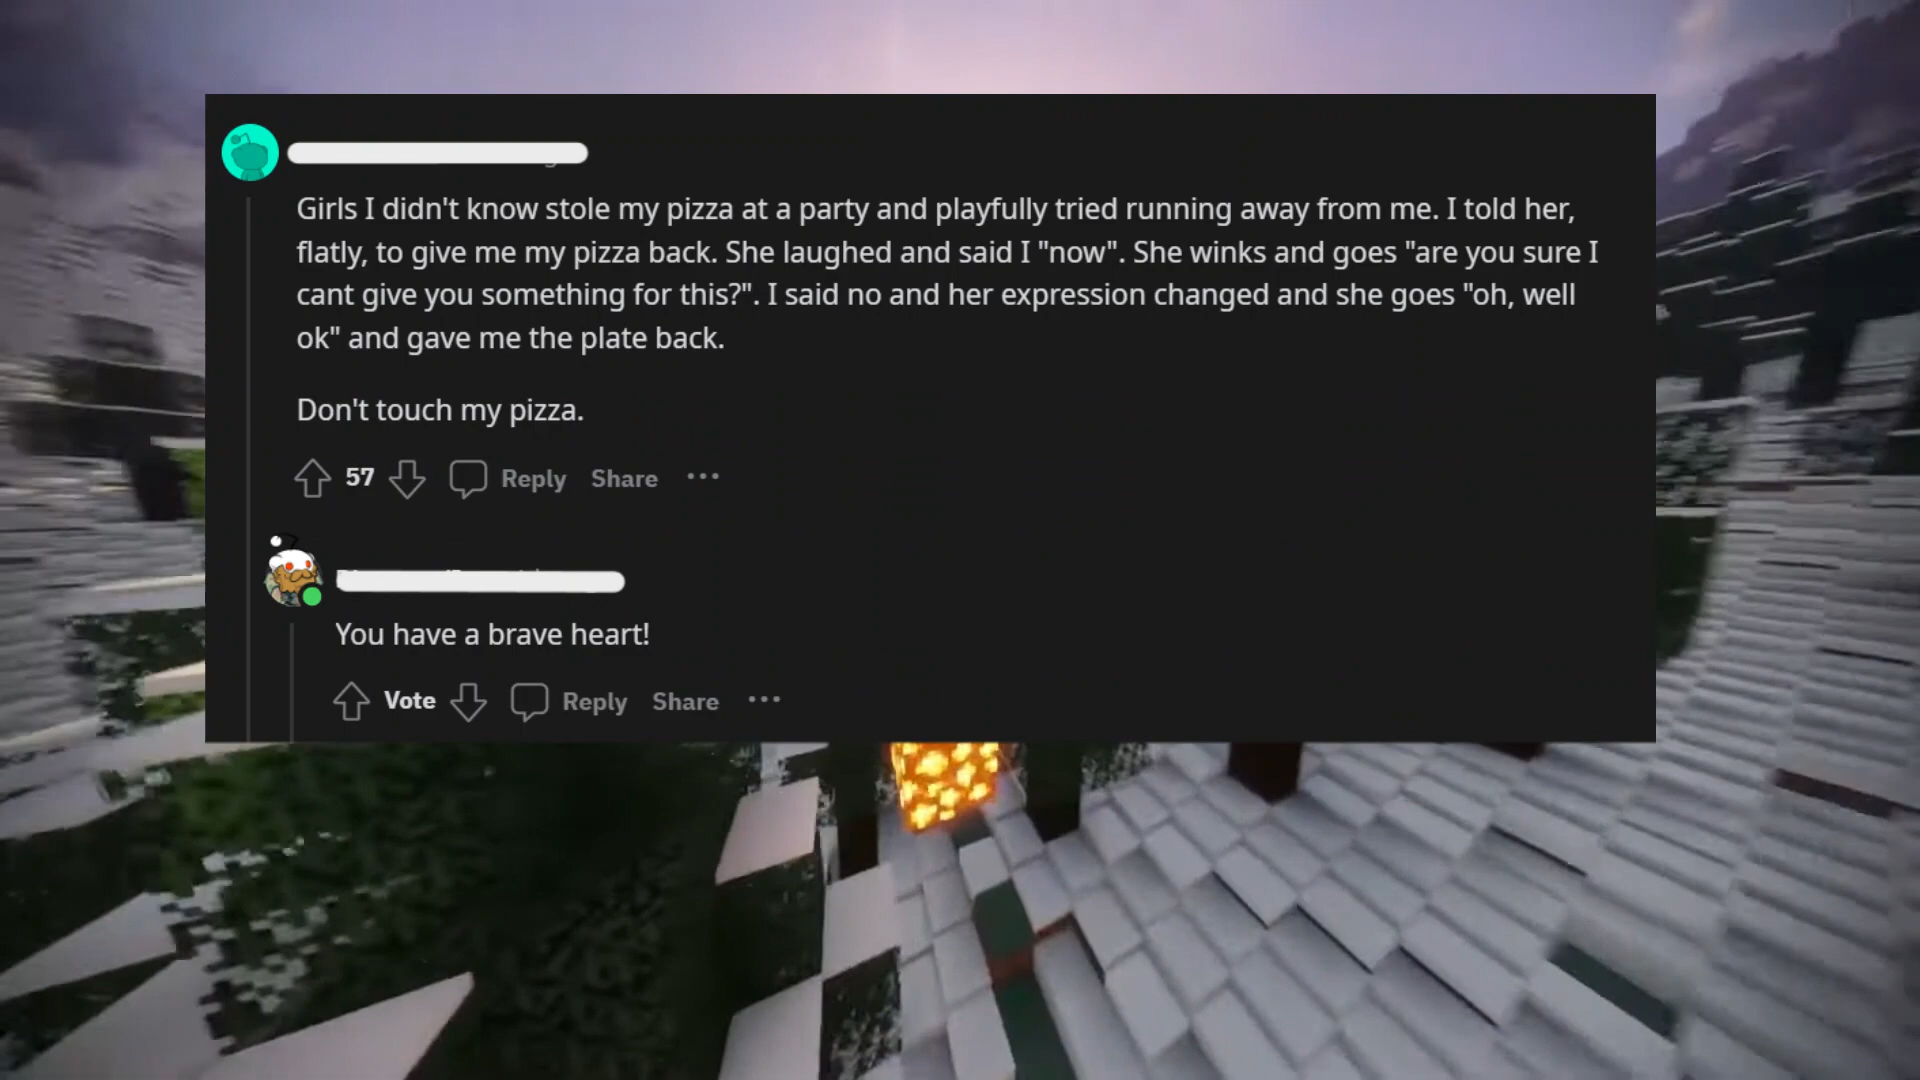 Girls I didn't know stole my pizza at a party and playfully tried running away from me. I told her,
flatly, to give me my pizza back. She laughed and said I "now". She winks and goes "are you sure I
cant give you something for this?". I said no and her expression changed and she goes "oh, well
ok" and gave me the plate back.
Don't touch my pizza.
57 Reply Share ...
You have a brave heart!
Vote Reply Share ...